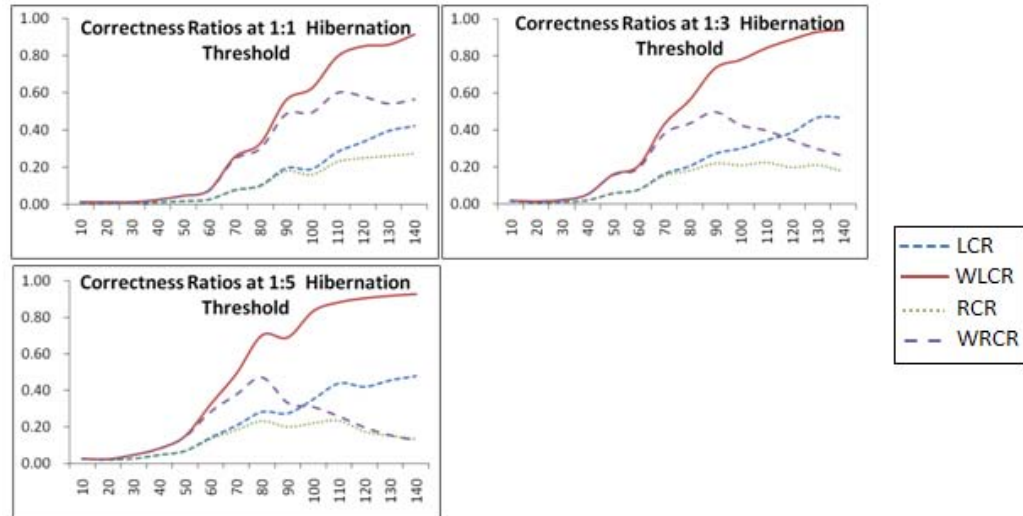 Correctness Ratios at 1:1 Hibernation
Threshold
1.00
0.80
0.60
0.40
0.20
0.00
10 20 30 40 50 60 70 80 90 100 110 120 130 140
Correctness Ratios at 1:3 Hibernation
Threshold
1.00
0.80
0.60
0.40
0.20
0.00
10 20 30 40 50 60 70 80 90 100 110 120 130 140
LCR
WLCR
RCR
WRCR
Correctness Ratios at 1:5 Hibernation
Threshold
1.00
0.80
0.60
0.40
0.20
0.00
10 20 30 40 50 60 70 80 90 100 110 120 130 140